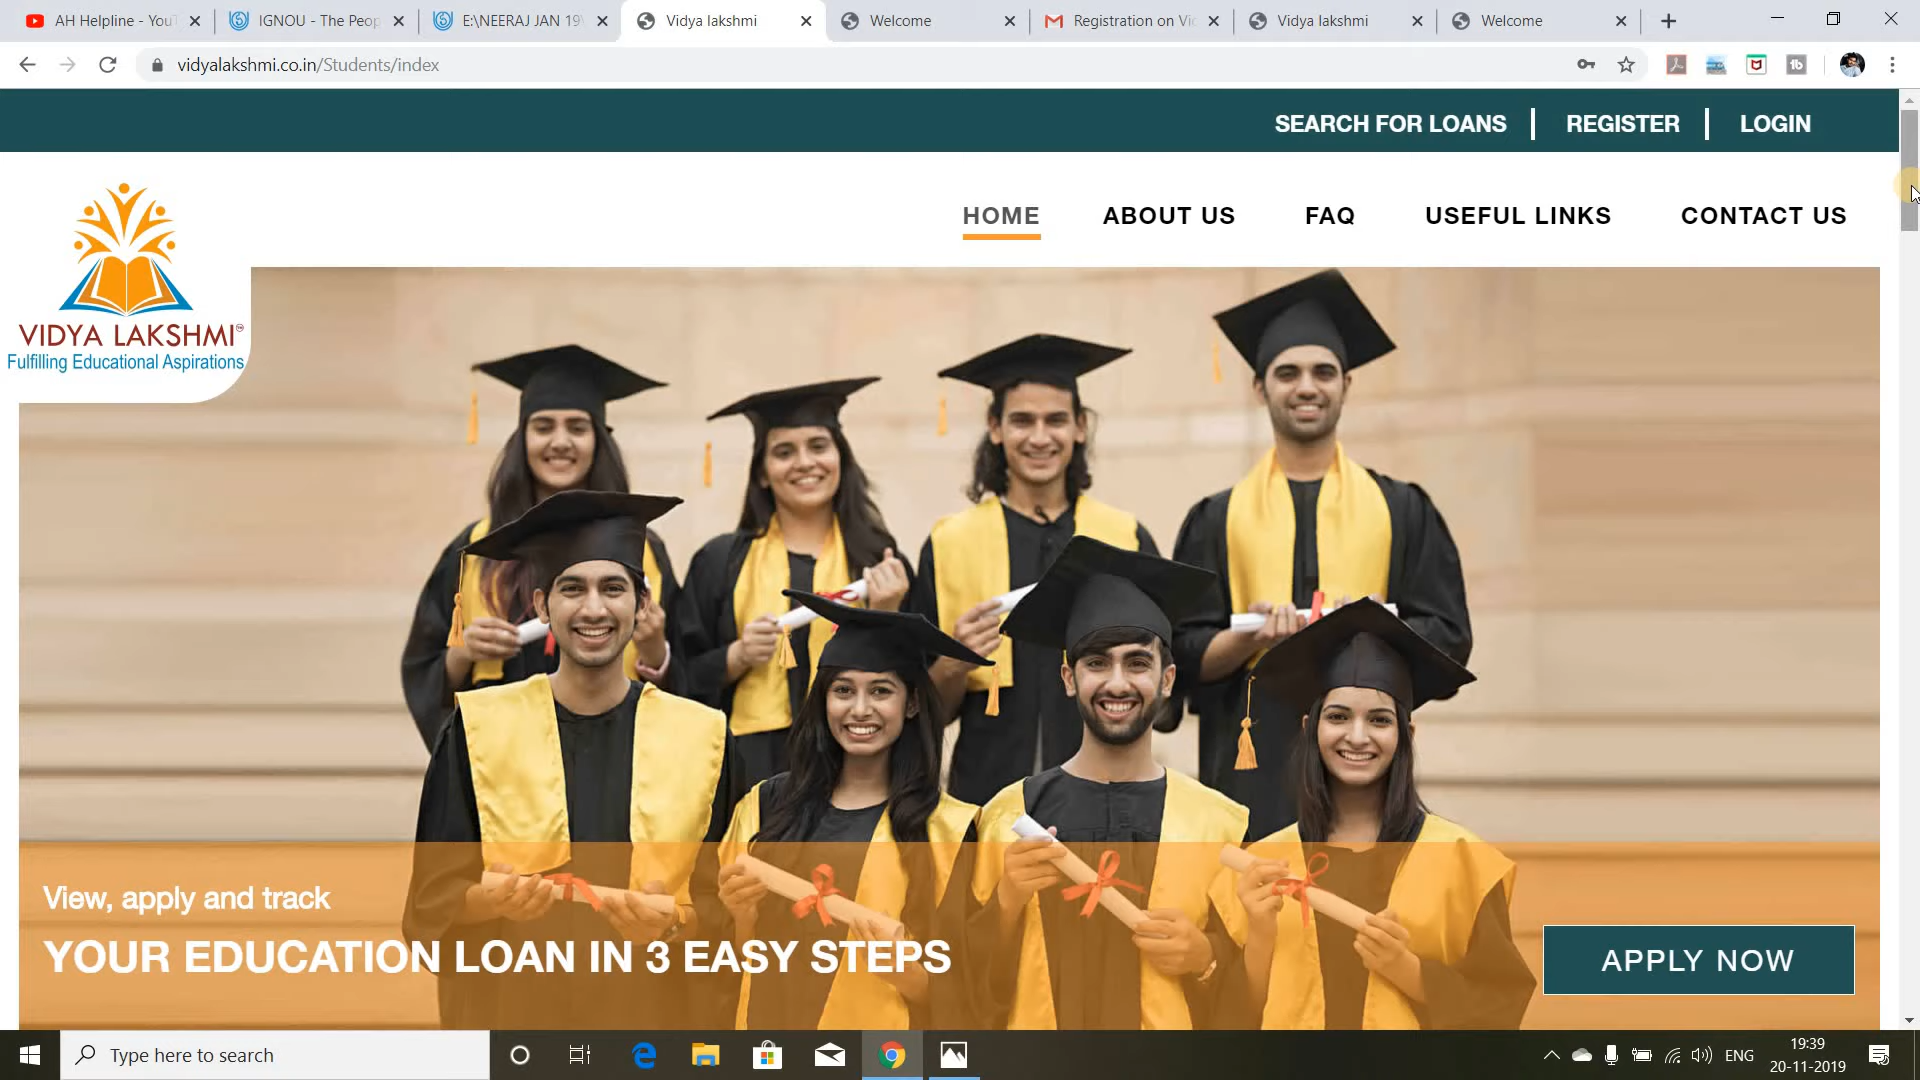 AH Helpline - YouT
IGNOU - The Peop
E:\NEERAJ JAN 19\
Vidya lakshmi
Welcome
Registration on Vid
Vidya lakshmi
Welcome
vidyalakshmi.co.in/Students/index
SEARCH FOR LOANS
REGISTER
LOGIN
HOME
ABOUT US
FAQ
USEFUL LINKS
CONTACT US
VIDYA LAKSHMI™
Fulfilling Educational Aspirations
View, apply and track
YOUR EDUCATION LOAN IN 3 EASY STEPS
APPLY NOW
Type here to search
ENG
19:39
20-11-2019